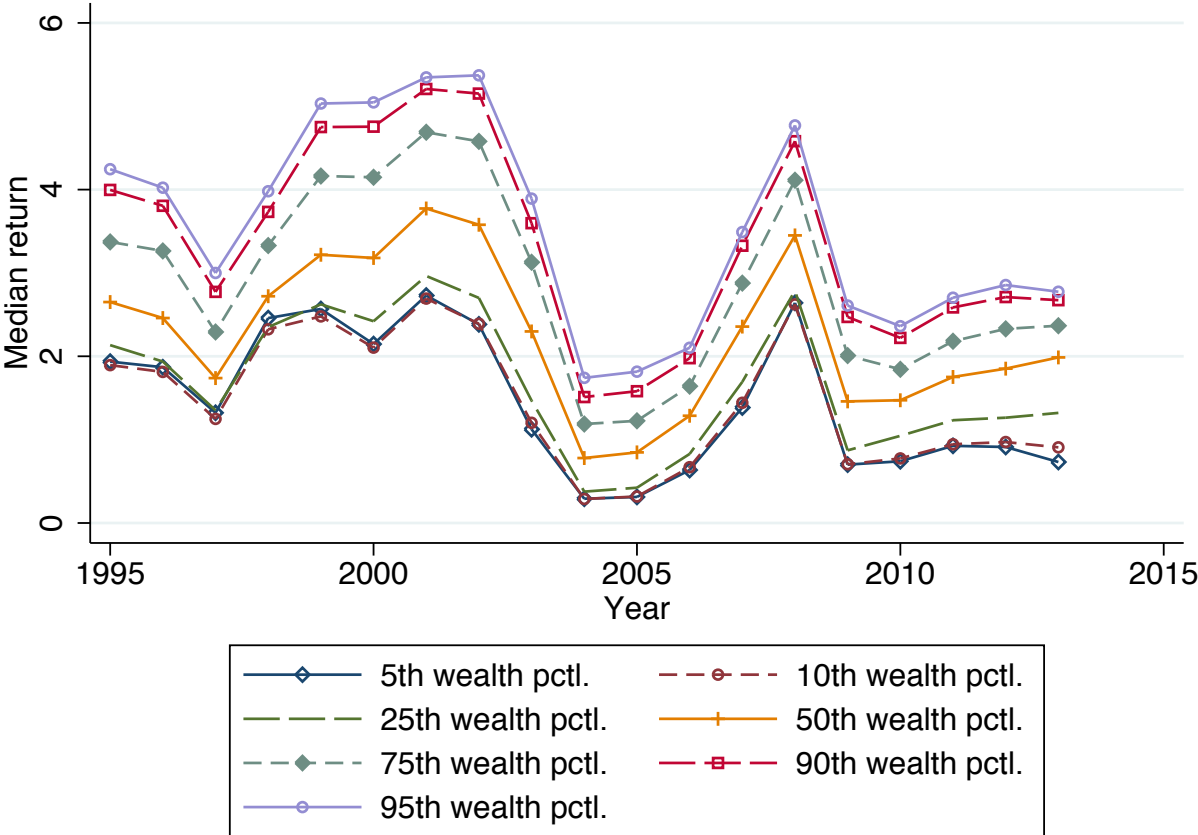 6
4
2
0
Median return
1995 2000 2005 2010 2015
Year
5th wealth pctl. 10th wealth pctl.
25th wealth pctl. 50th wealth pctl.
75th wealth pctl. 90th wealth pctl.
95th wealth pctl.